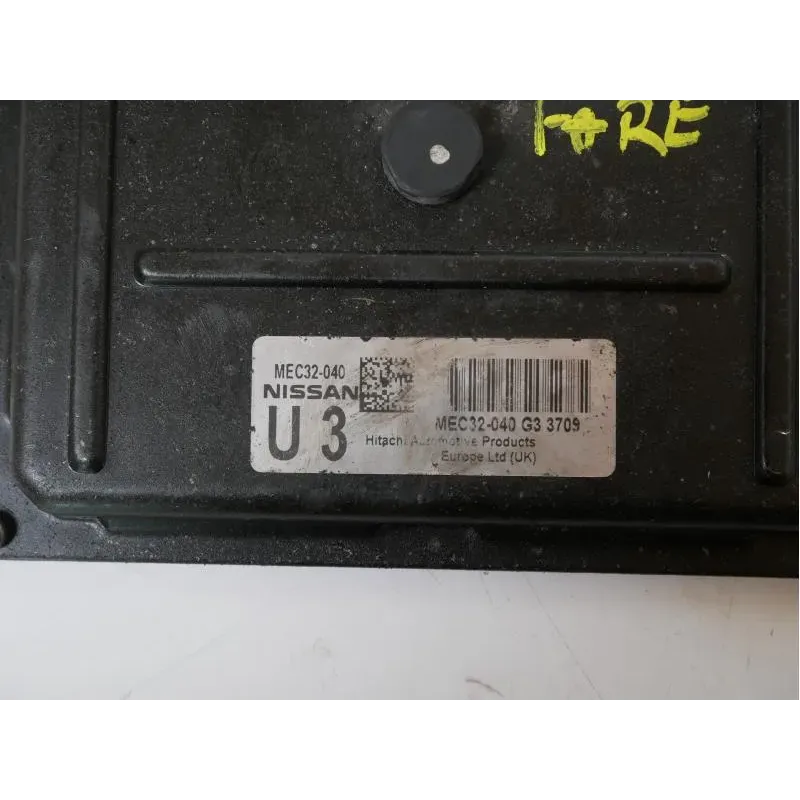 MEC32-040
NISSAN
U 3
MEC32-040 G3 3709
Hitachi Automotive Products
Europe Ltd (UK)